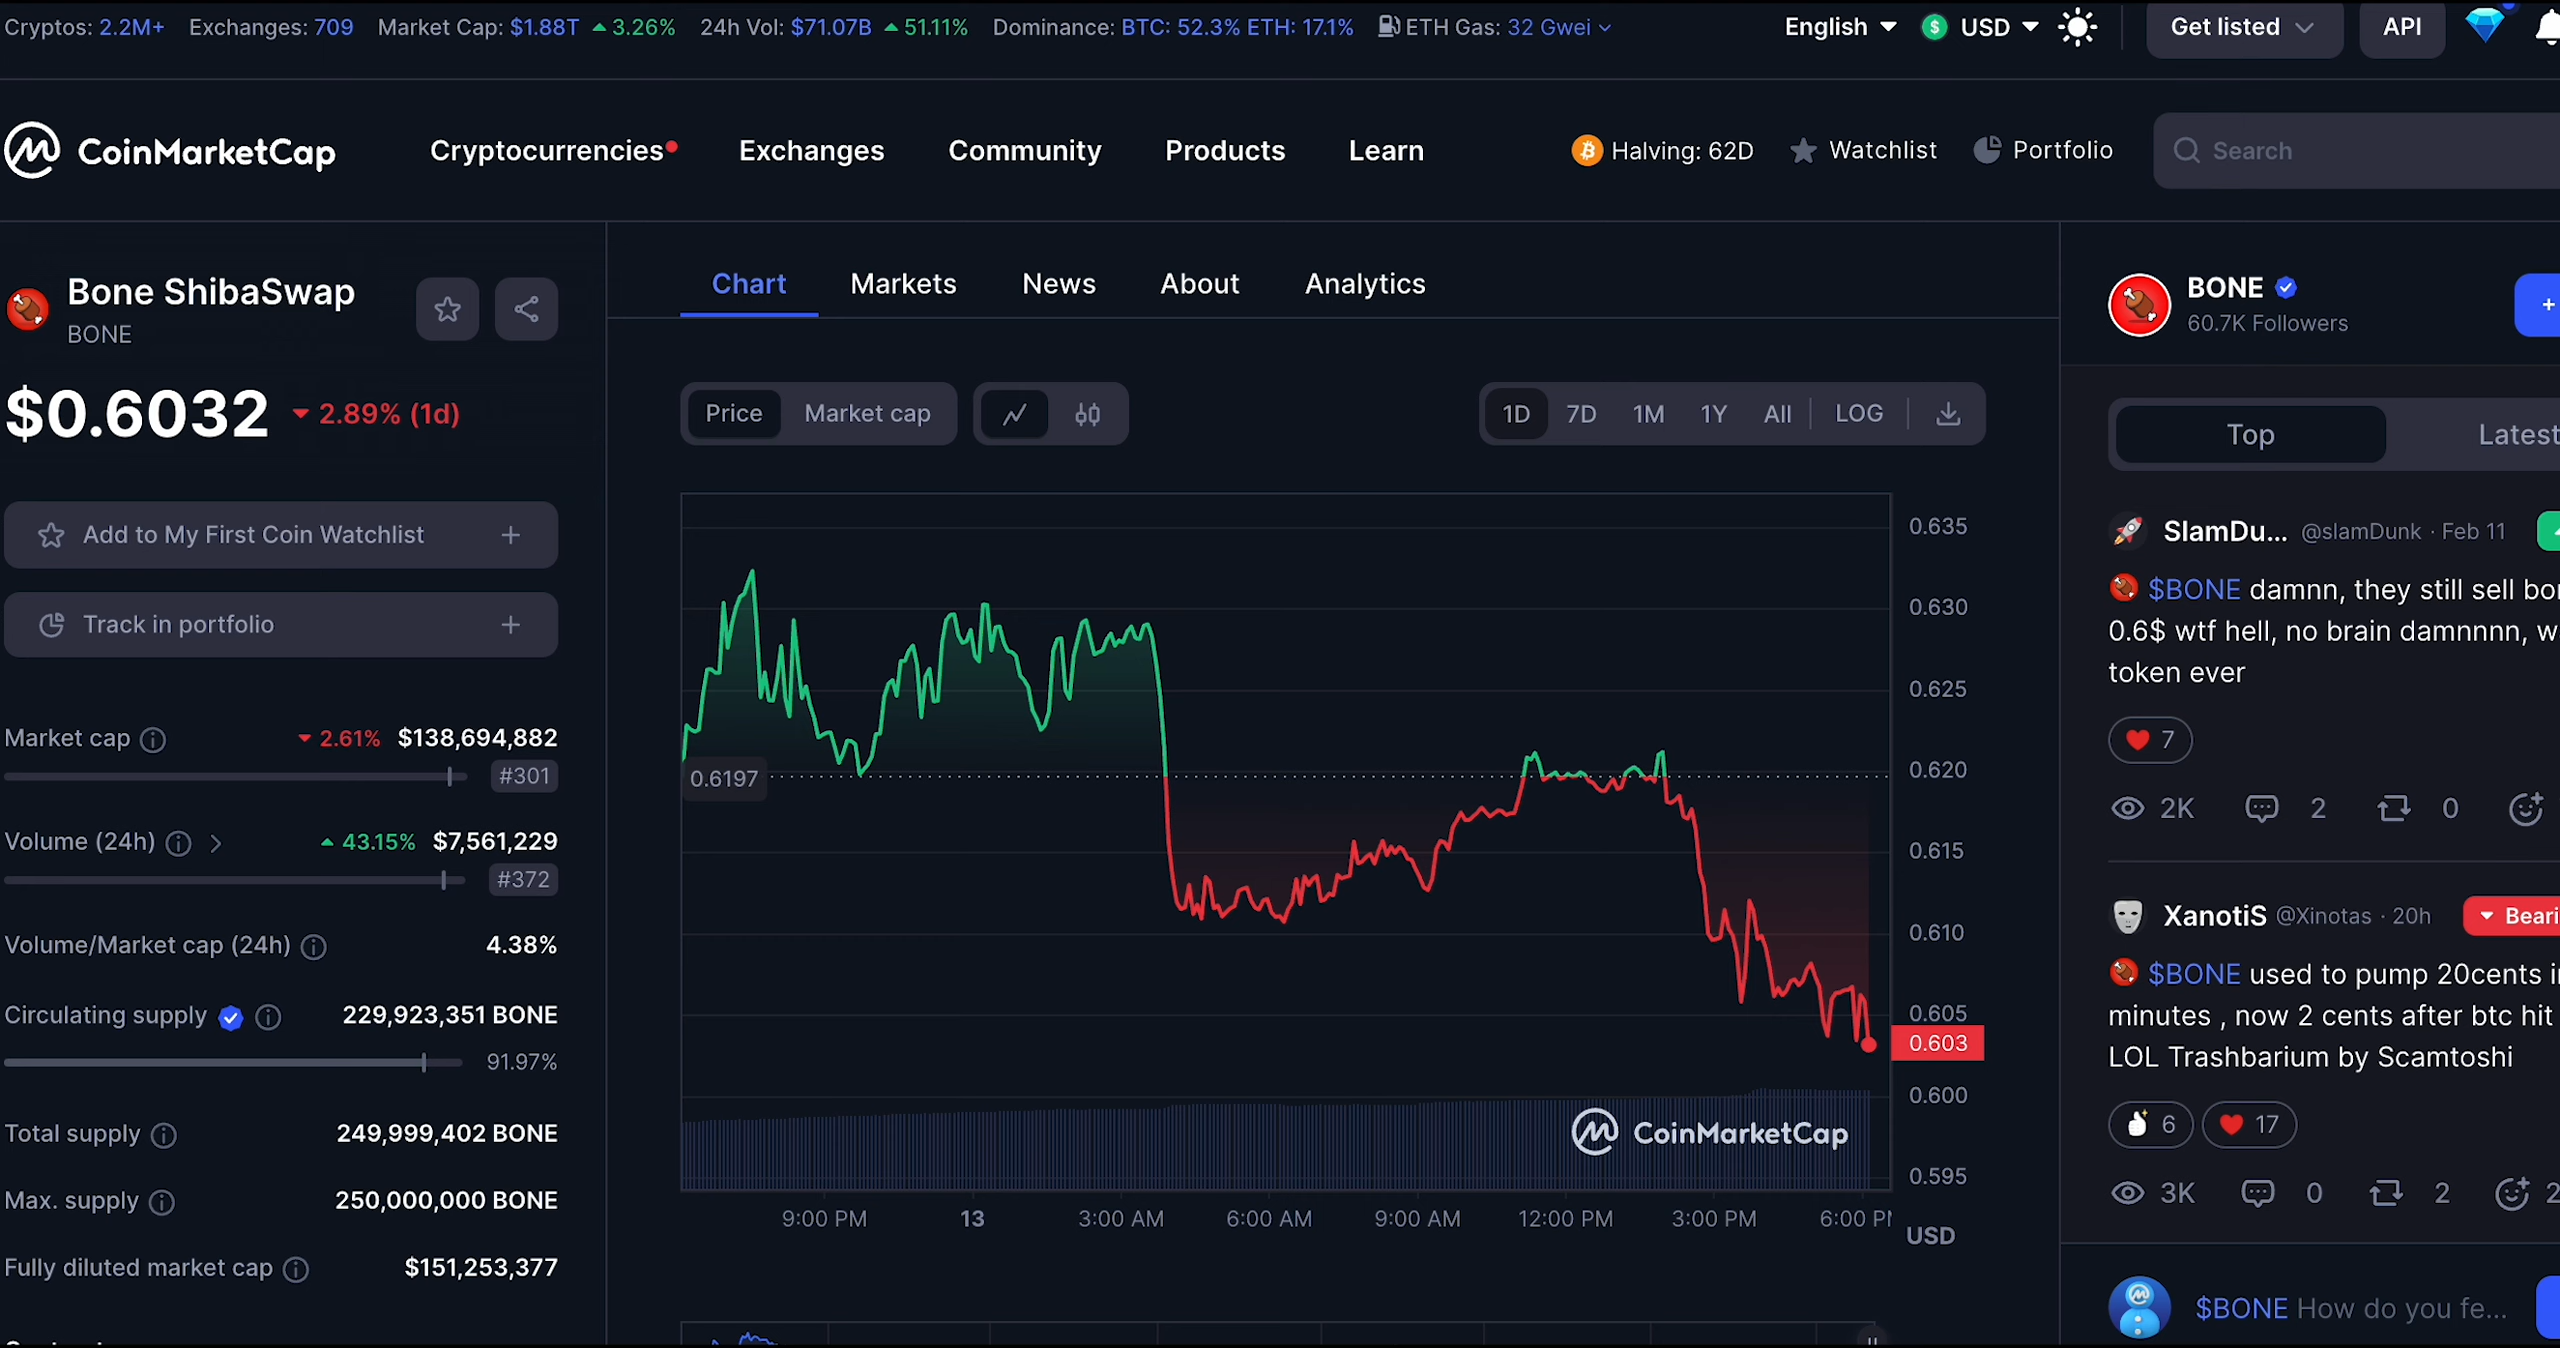 Cryptos: 2.2M+ Exchanges: 709 Market Cap: $1.88T 3.26% 24h Vol: $71.07B 51.11% Dominance: BTC: 52.3% ETH: 17.1% ETH Gas: 32 Gwei English USD Get listed API
CoinMarketCap Cryptocurrencies Exchanges Community Products Learn Halving: 62D Watchlist Portfolio Search
Bone ShibaSwap
BONE
$0.6032 2.89% (1d)
Add to My First Coin Watchlist +
Track in portfolio +
Market cap 2.61% $138,694,882
#301
Volume (24h) 43.15% $7,561,229
#372
Volume/Market cap (24h) 4.38%
Circulating supply 229,923,351 BONE
91.97%
Total supply 249,999,402 BONE
Max. supply 250,000,000 BONE
Fully diluted market cap $151,253,377
Chart Markets News About Analytics
Price Market cap 1D 7D 1M 1Y All LOG
0.635
0.630
0.625
0.6197 0.620
0.615
0.610
0.605
0.603
0.600
CoinMarketCap
0.595
9:00 PM 13 3:00 AM 6:00 AM 9:00 AM 12:00 PM 3:00 PM 6:00
USD
BONE
60.7K Followers
+
Top Latest
SlamDu... @slamDunk · Feb 11
$BONE damnn, they still sell
0.6$ wtf hell, no brain damnnnn,
token ever
7
2K 2 0
XanotiS @Xinotas · 20h
$BONE used to pump 20cents
minutes , now 2 cents after btc hit
LOL Trashbarium by Scamtoshi
6 17
3K 0 2
$BONE How do you fe...